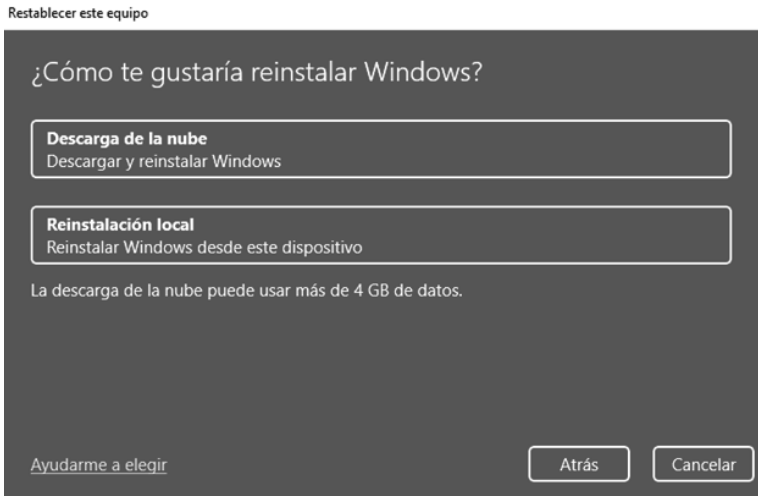 Restablecer este equipo
¿Cómo te gustaría reinstalar Windows?
Descarga de la nube
Descargar y reinstalar Windows
Reinstalación local
Reinstalar Windows desde este dispositivo
La descarga de la nube puede usar más de 4 GB de datos.
Ayudarme a elegir
Atrás
Cancelar